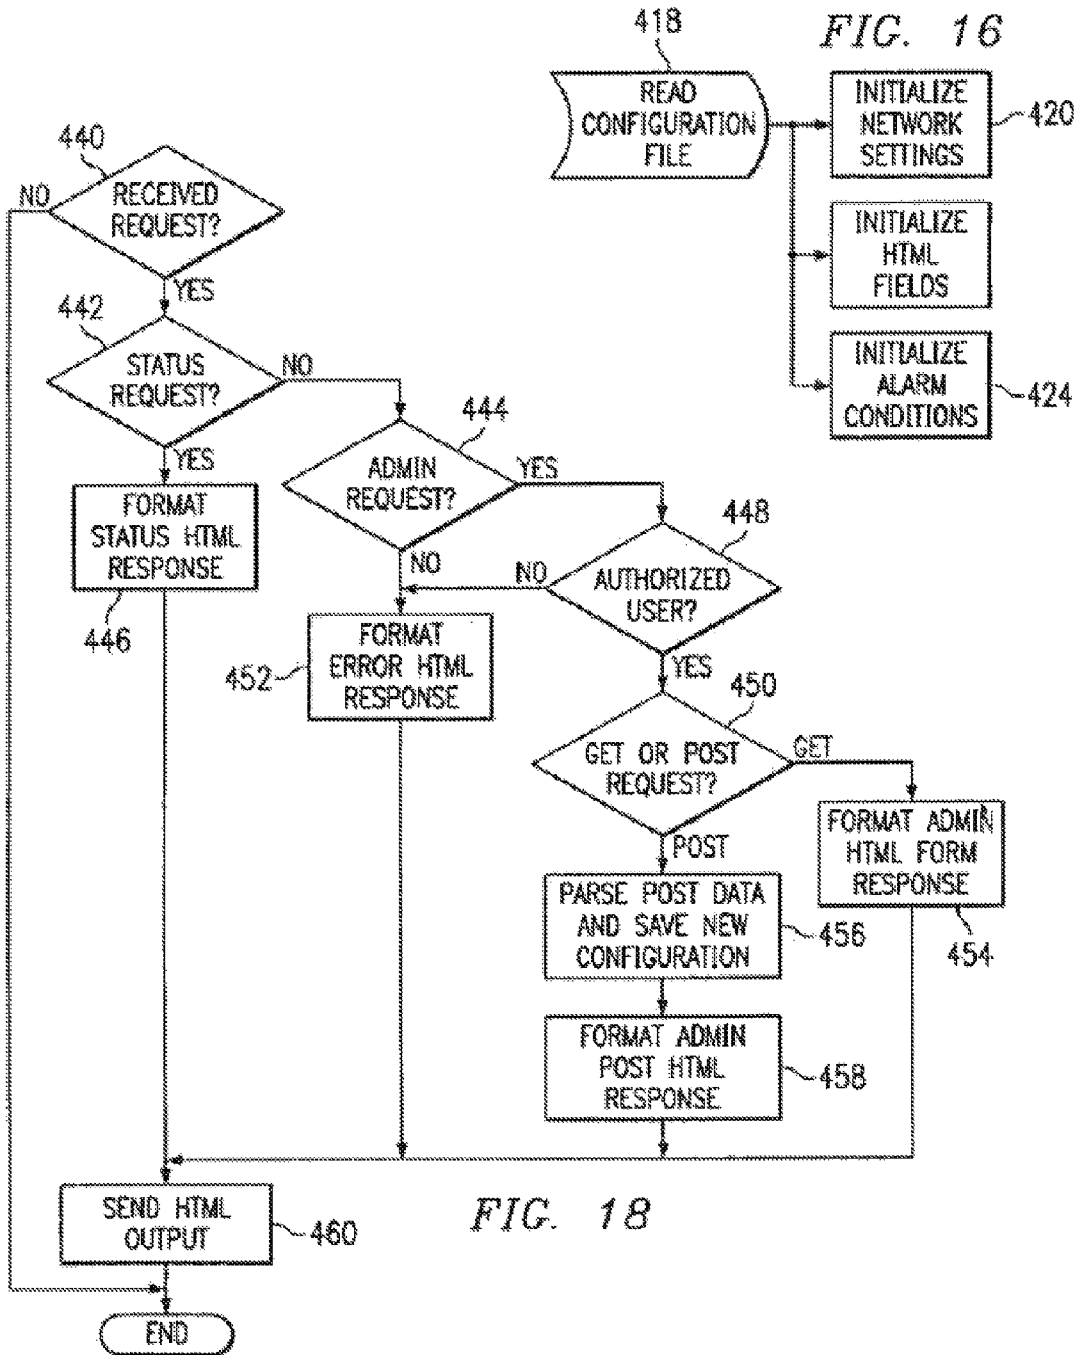 FIG. 16
418
READ
CONFIGURATION
FILE
INITIALIZE
NETWORK
SETTINGS
420
INITIALIZE
HTML
FIELDS
INITIALIZE
ALARM
CONDITIONS
424
440
RECEIVED
REQUEST?
NO
YES
442
STATUS
REQUEST?
NO
YES
444
ADMIN
REQUEST?
YES
NO
FORMAT
STATUS HTML
RESPONSE
446
448
AUTHORIZED
USER?
NO
YES
452
FORMAT
ERROR HTML
RESPONSE
450
GET OR POST
REQUEST?
GET
POST
FORMAT ADMIN
HTML FORM
RESPONSE
454
PARSE POST DATA
AND SAVE NEW
CONFIGURATION
456
FORMAT ADMIN
POST HTML
RESPONSE
458
SEND HTML
OUTPUT
460
FIG. 18
END